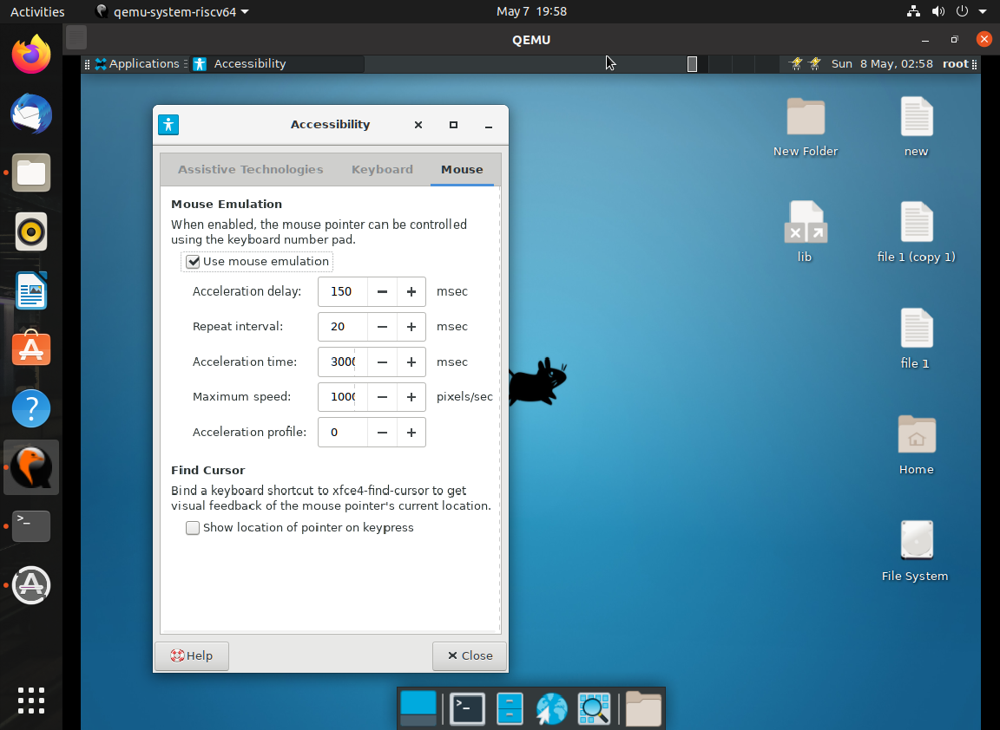 Activities
qemu-system-riscv64
May 7 19:58
QEMU
Applications
Accessibility
Sun 8 May, 02:58 root
Accessibility
Assistive Technologies Keyboard Mouse
Mouse Emulation
When enabled, the mouse pointer can be controlled
using the keyboard number pad.
Use mouse emulation
Acceleration delay: 150 msec
Repeat interval: 20 msec
Acceleration time: 3000 msec
Maximum speed: 1000 pixels/sec
Acceleration profile: 0
Find Cursor
Bind a keyboard shortcut to xfce4-find-cursor to get
visual feedback of the mouse pointer's current location.
Show location of pointer on keypress
Help
Close
New Folder
new
lib
file 1 (copy 1)
file 1
Home
File System